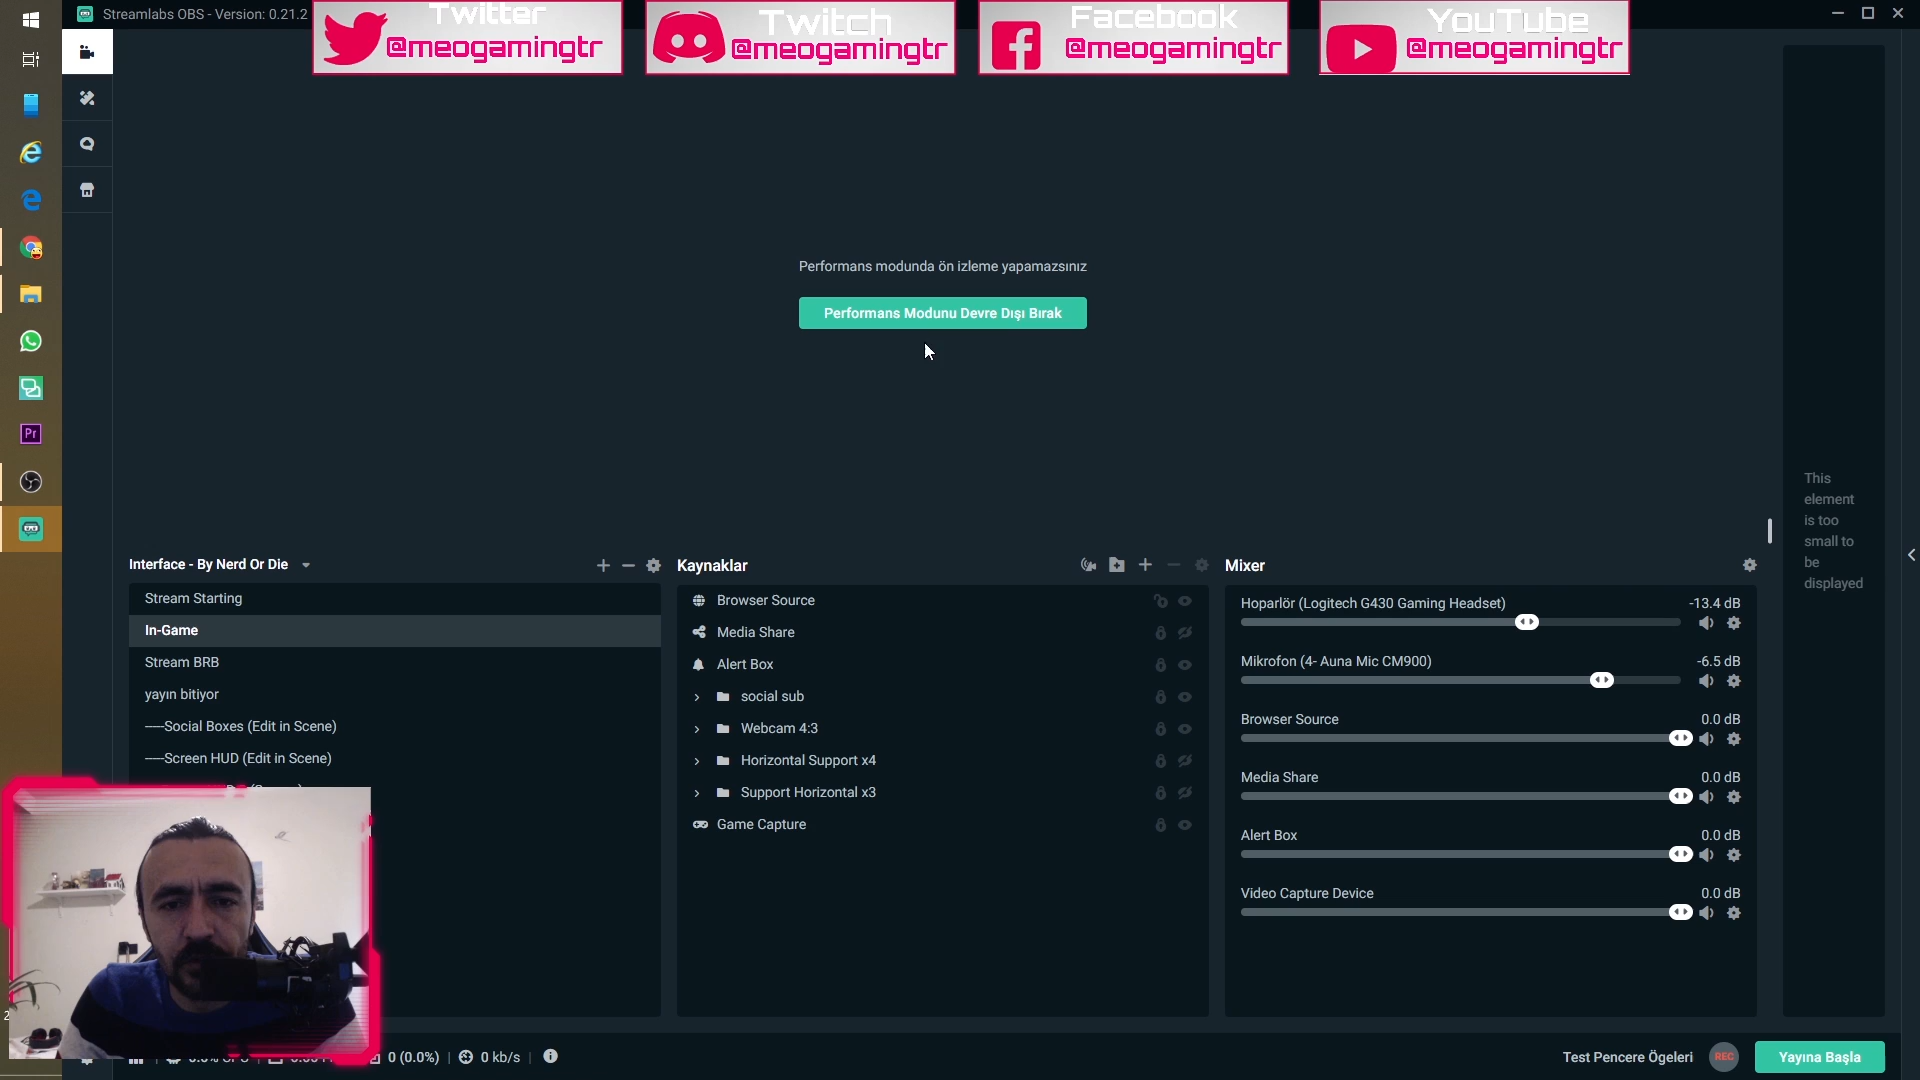 Streamlabs OBS - Version: 0.21.2
Twitter
@meogamingtr
Twitch
@meogamingtr
Facebook
@meogamingtr
YouTube
@meogamingtr
Performans modunda ön izleme yapamazsınız
Performans Modunu Devre Dışı Bırak
This
element
is too
small to
be
displayed
Pr
Interface - By Nerd Or Die
Stream Starting
In-Game
Stream BRB
yayın bitiyor
-----Social Boxes (Edit in Scene)
-----Screen HUD (Edit in Scene)
Kaynaklar
Browser Source
Media Share
Alert Box
social sub
Webcam 4:3
Horizontal Support x4
Support Horizontal x3
Game Capture
Mixer
Hoparlör (Logitech G430 Gaming Headset) -13.4 dB
Mikrofon (4- Auna Mic CM900) -6.5 dB
Browser Source 0.0 dB
Media Share 0.0 dB
Alert Box 0.0 dB
Video Capture Device 0.0 dB
0 (0.0%) 0 kb/s
Test Pencere Ögeleri REC Yayına Başla